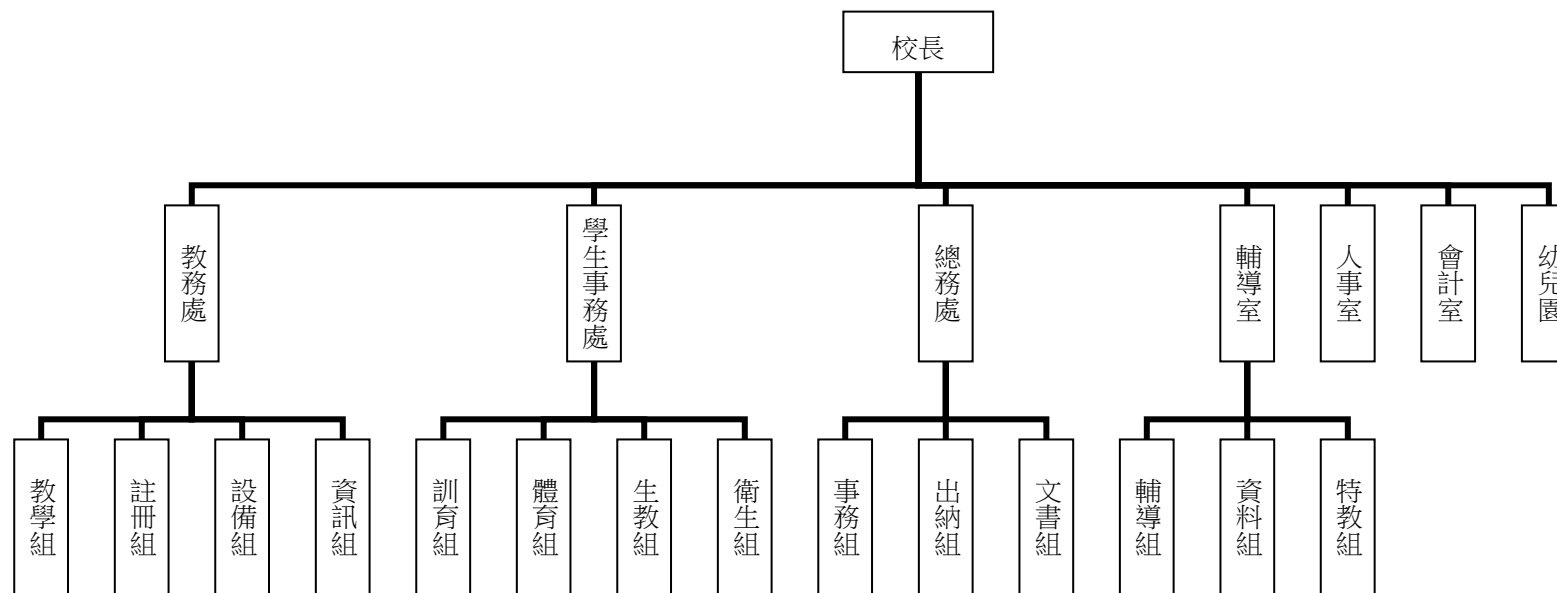 校長
教務處
學生事務處
總務處
輔導室
人事室
會計室
幼兒園
教學組
註冊組
設備組
資訊組
訓育組
體育組
生教組
衛生組
事務組
出納組
文書組
輔導組
資料組
特教組